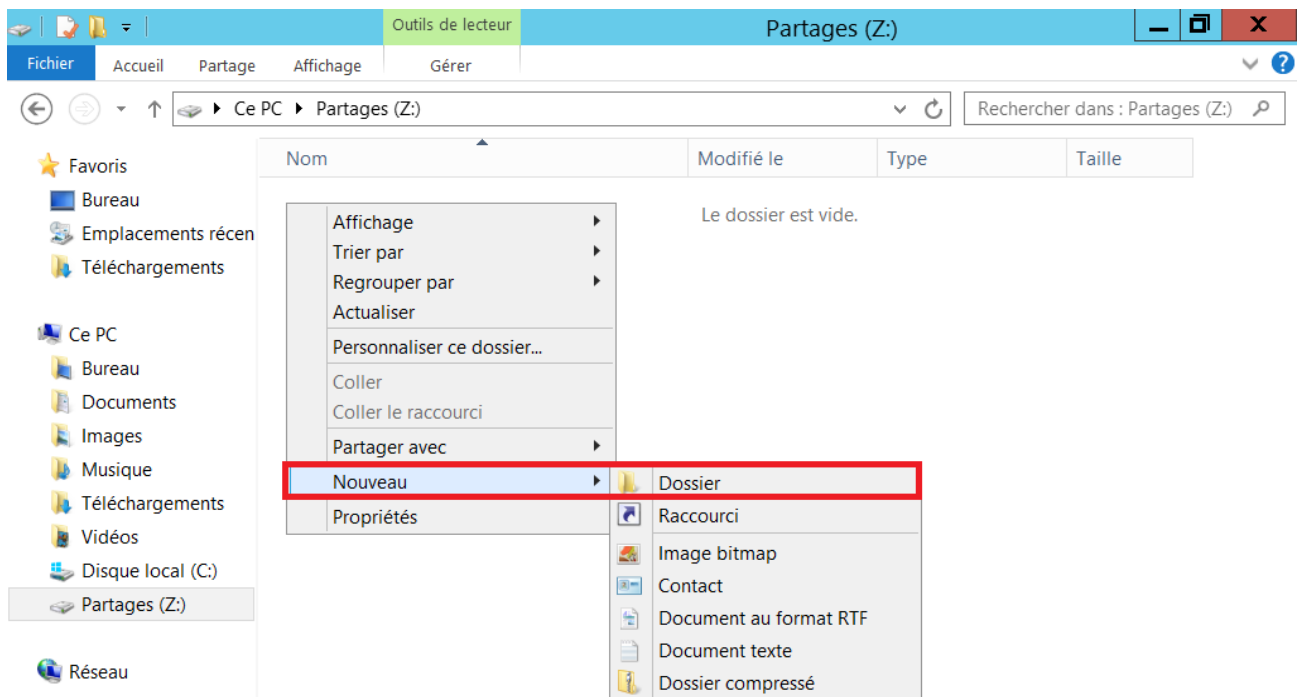 Outils de lecteur
Partages (Z:)
Fichier Accueil Partage Affichage Gérer
Ce PC Partages (Z:) Rechercher dans : Partages (Z:)
Favoris
Bureau
Emplacements récen
Téléchargements
Ce PC
Bureau
Documents
Images
Musique
Téléchargements
Vidéos
Disque local (C:)
Partages (Z:)
Réseau
Nom Modifié le Type Taille
Le dossier est vide.
Affichage
Trier par
Regrouper par
Actualiser
Personnaliser ce dossier...
Coller
Coller le raccourci
Partager avec
Nouveau
Propriétés
Dossier
Raccourci
Image bitmap
Contact
Document au format RTF
Document texte
Dossier compressé